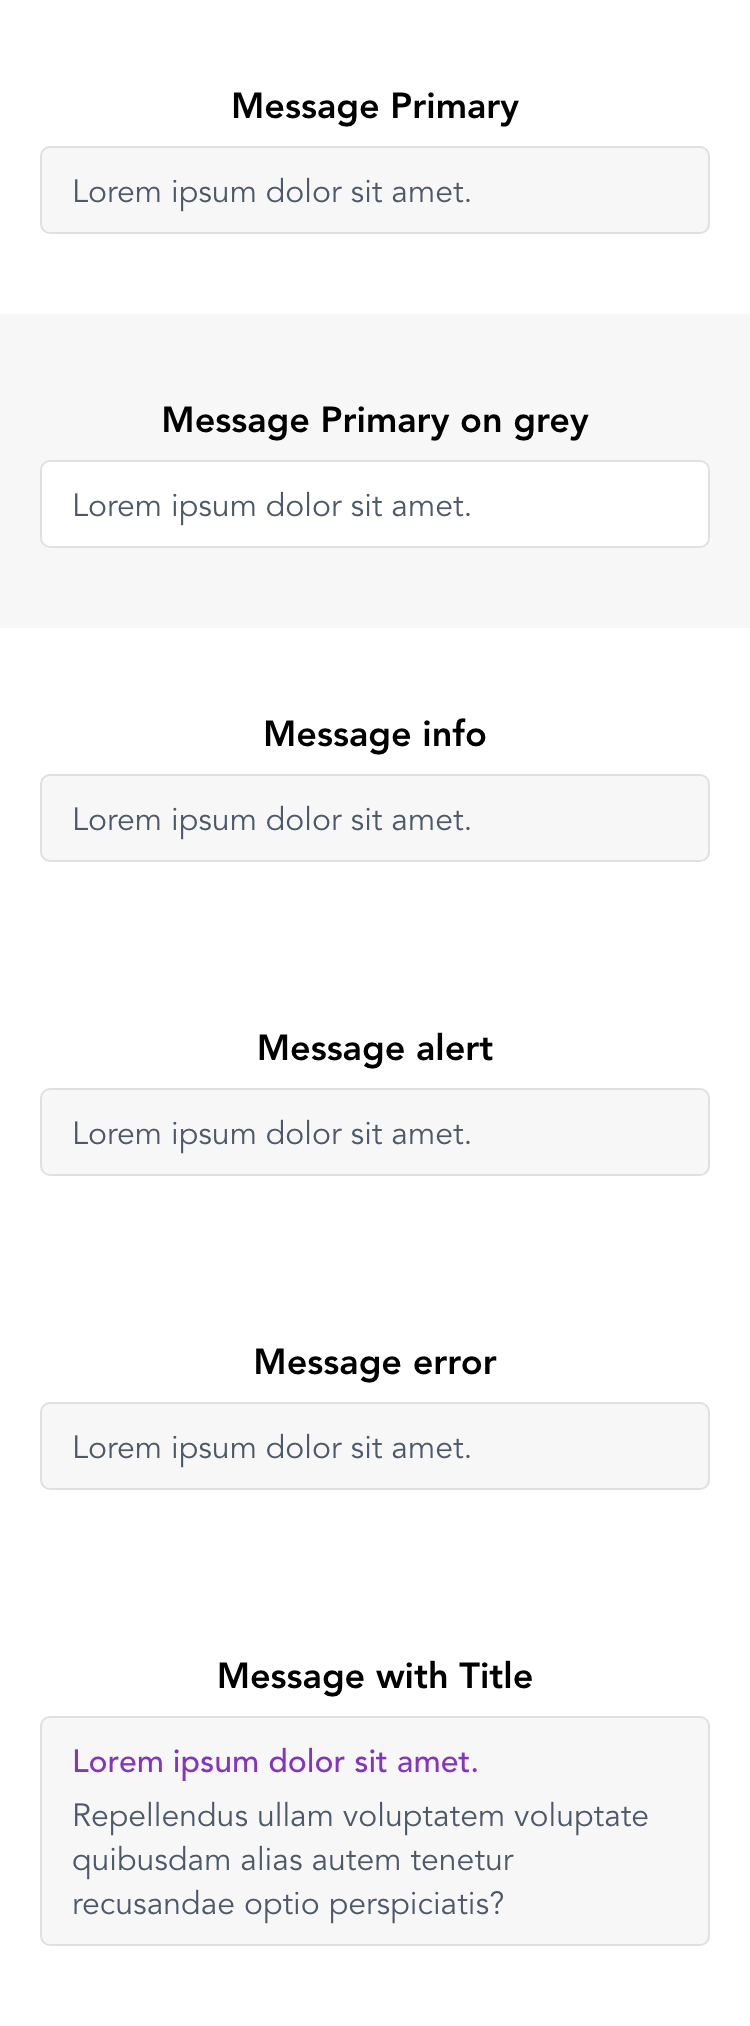 Message Primary
Lorem ipsum dolor sit amet.
Message Primary on grey
Lorem ipsum dolor sit amet.
Message info
Lorem ipsum dolor sit amet.
Message alert
Lorem ipsum dolor sit amet.
Message error
Lorem ipsum dolor sit amet.
Message with Title
Lorem ipsum dolor sit amet.
Repellendus ullam voluptatem voluptate
quibusdam alias autem tenetur
recusandae optio perspiciatis?